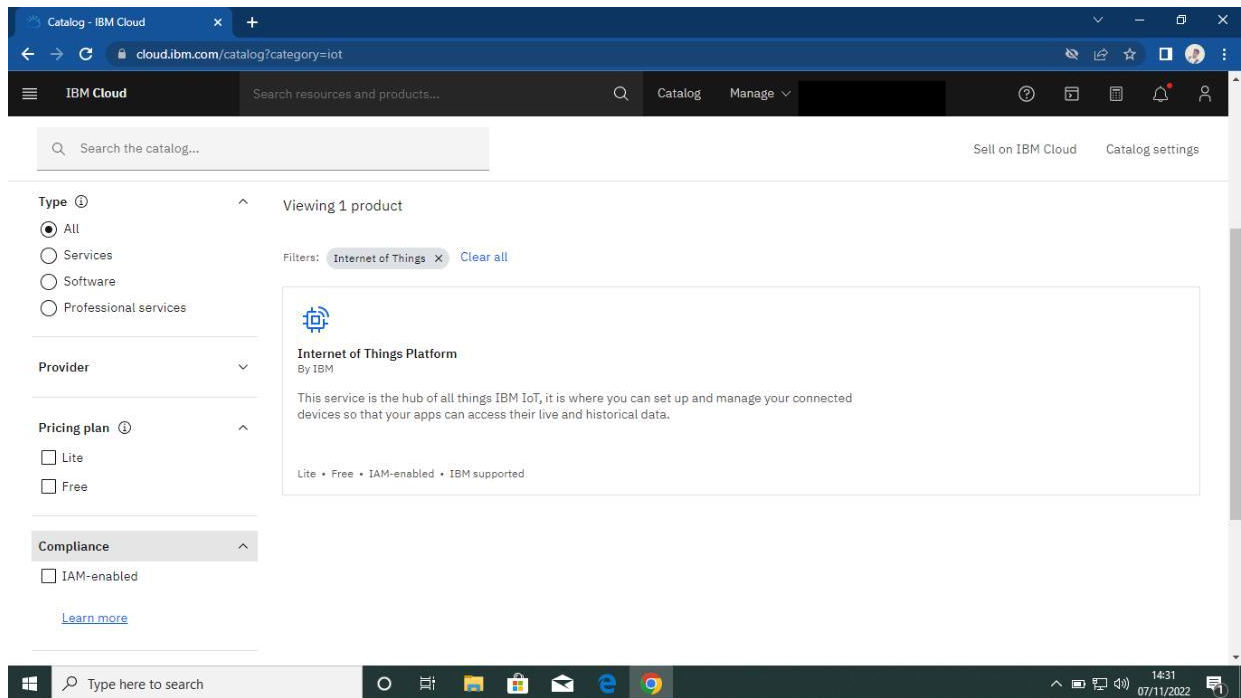 Catalog - IBM Cloud
cloud.ibm.com/catalog?category=iot
IBM Cloud
Search resources and products...
Catalog
Manage
Search the catalog...
Sell on IBM Cloud
Catalog settings
Type
All
Services
Software
Professional services
Provider
Pricing plan
Lite
Free
Compliance
IAM-enabled
Learn more
Viewing 1 product
Filters: Internet of Things Clear all
Internet of Things Platform
By IBM
This service is the hub of all things IBM IoT, it is where you can set up and manage your connected
devices so that your apps can access their live and historical data.
Lite • Free • IAM-enabled • IBM supported
Type here to search
14:31
07/11/2022
1